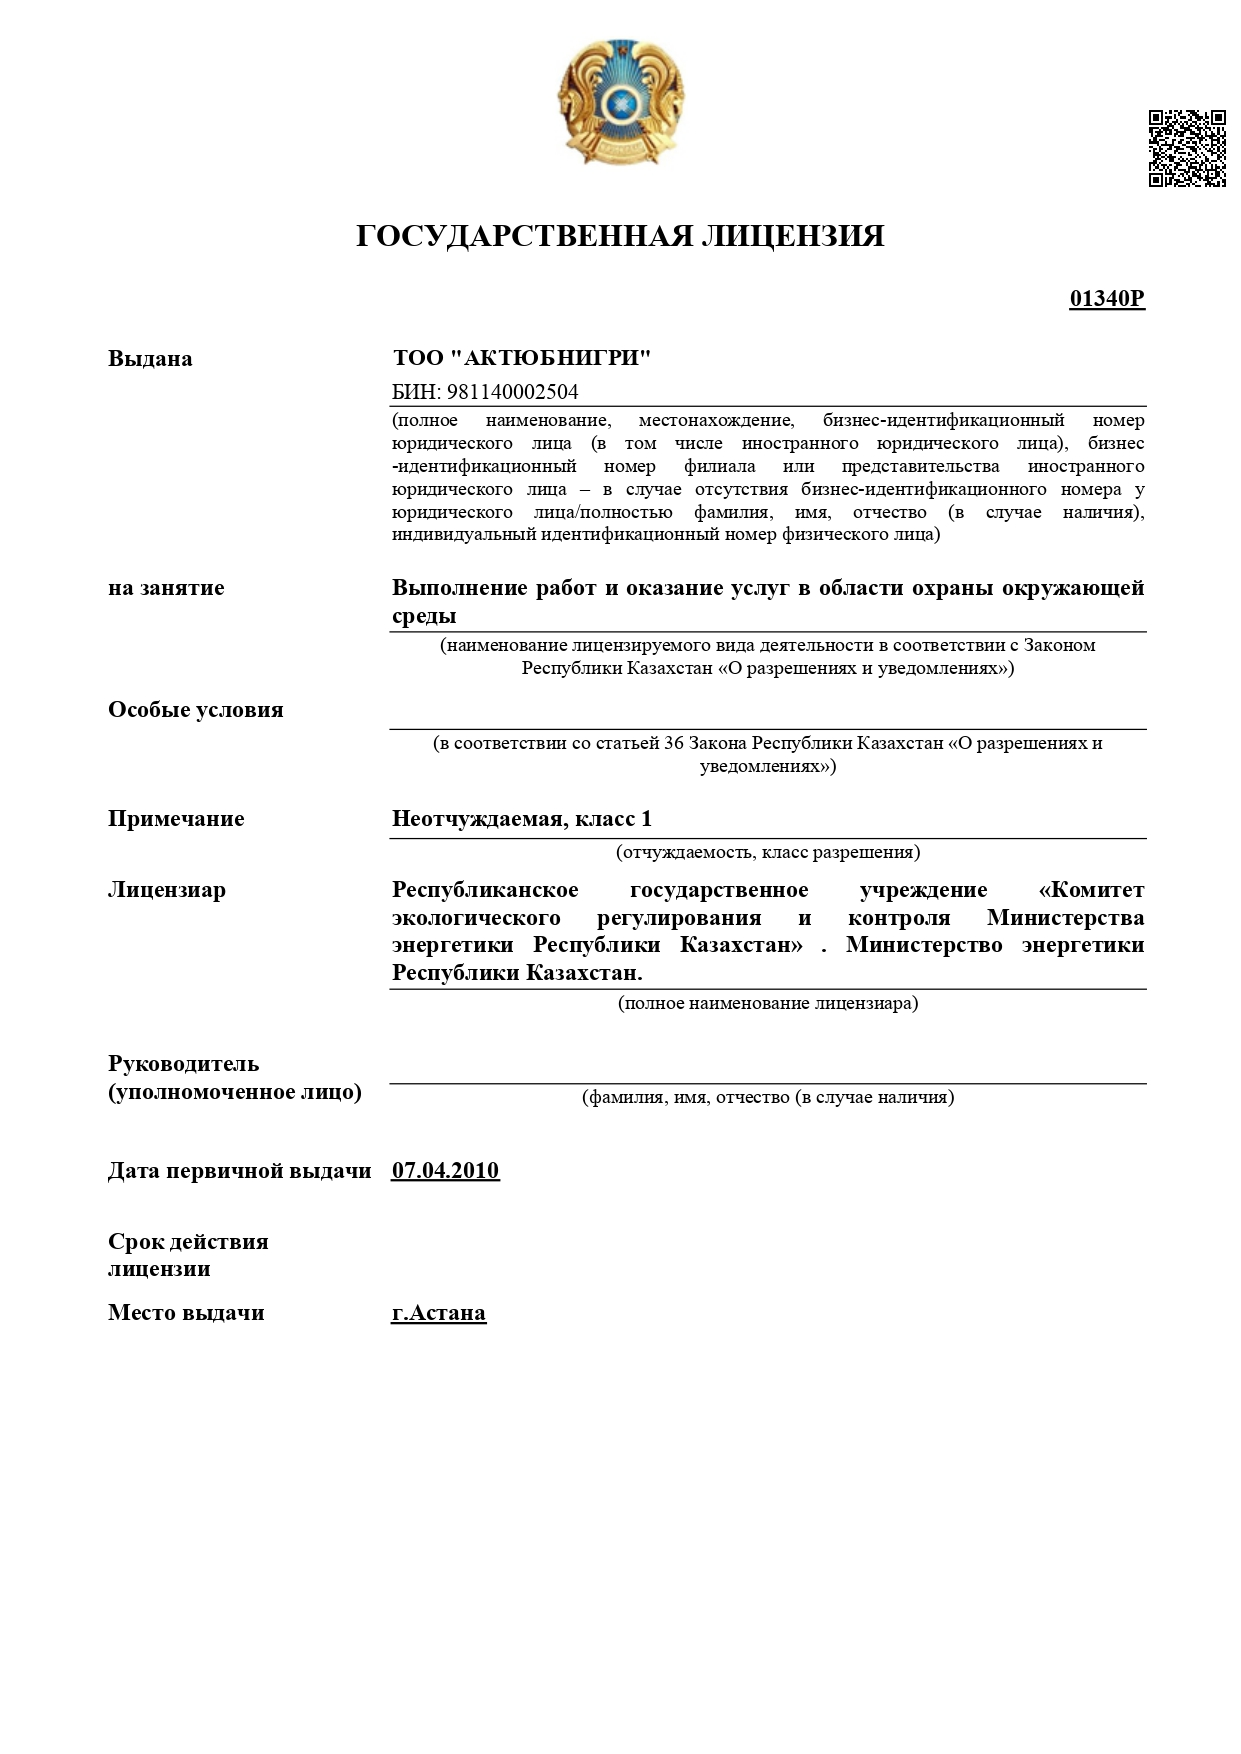 ГОСУДАРСТВЕННАЯ ЛИЦЕНЗИЯ
01340Р
Выдана
ТОО "АКТЮБНИГРИ"
БИН: 981140002504
(полное наименование, местонахождение, бизнес-идентификационный номер
юридического лица (в том числе иностранного юридического лица), бизнес
-идентификационный номер филиала или представительства иностранного
юридического лица – в случае отсутствия бизнес-идентификационного номера у
юридического лица/полностью фамилия, имя, отчество (в случае наличия),
индивидуальный идентификационный номер физического лица)
на занятие
Выполнение работ и оказание услуг в области охраны окружающей
среды
(наименование лицензируемого вида деятельности в соответствии с Законом
Республики Казахстан «О разрешениях и уведомлениях»)
Особые условия
(в соответствии со статьей 36 Закона Республики Казахстан «О разрешениях и
уведомлениях»)
Примечание
Неотчуждаемая, класс 1
(отчуждаемость, класс разрешения)
Лицензиар
Республиканское государственное учреждение «Комитет
экологического регулирования и контроля Министерства
энергетики Республики Казахстан» . Министерство энергетики
Республики Казахстан.
(полное наименование лицензиара)
Руководитель
(уполномоченное лицо)
(фамилия, имя, отчество (в случае наличия)
Дата первичной выдачи 07.04.2010
Срок действия
лицензии
Место выдачи
г.Астана